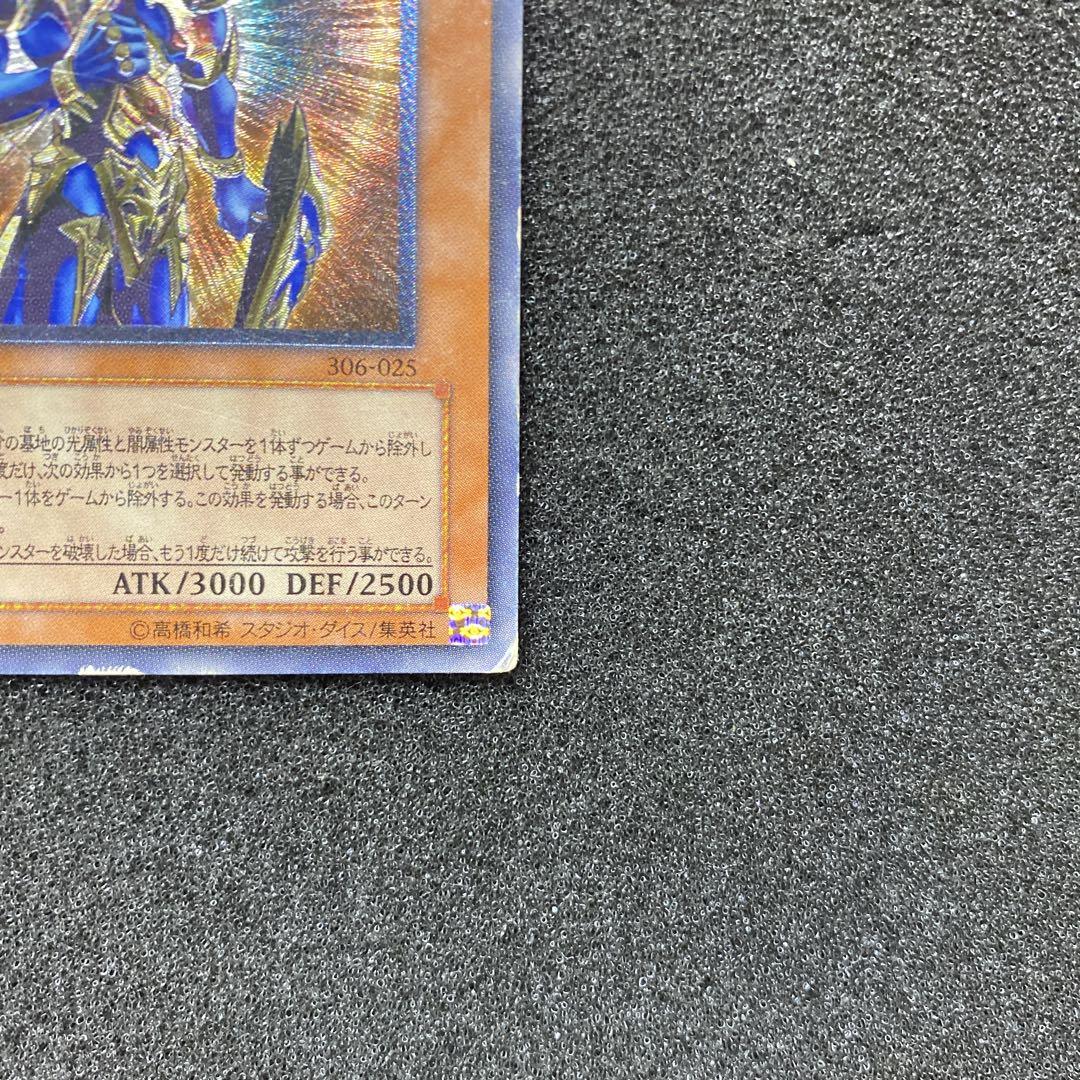 306-025
の墓地の光属性と闇属性モンスターを1体ずつゲームから除外し
度だけ、次の効果から1つを選択して発動する事ができる。
ー1体をゲームから除外する。この効果を発動する場合、このターン
。
ンスターを破壊した場合、もう1度だけ続けて攻撃を行う事ができる。
ATK/3000 DEF/2500
©高橋和希 スタジオ・ダイス/集英社